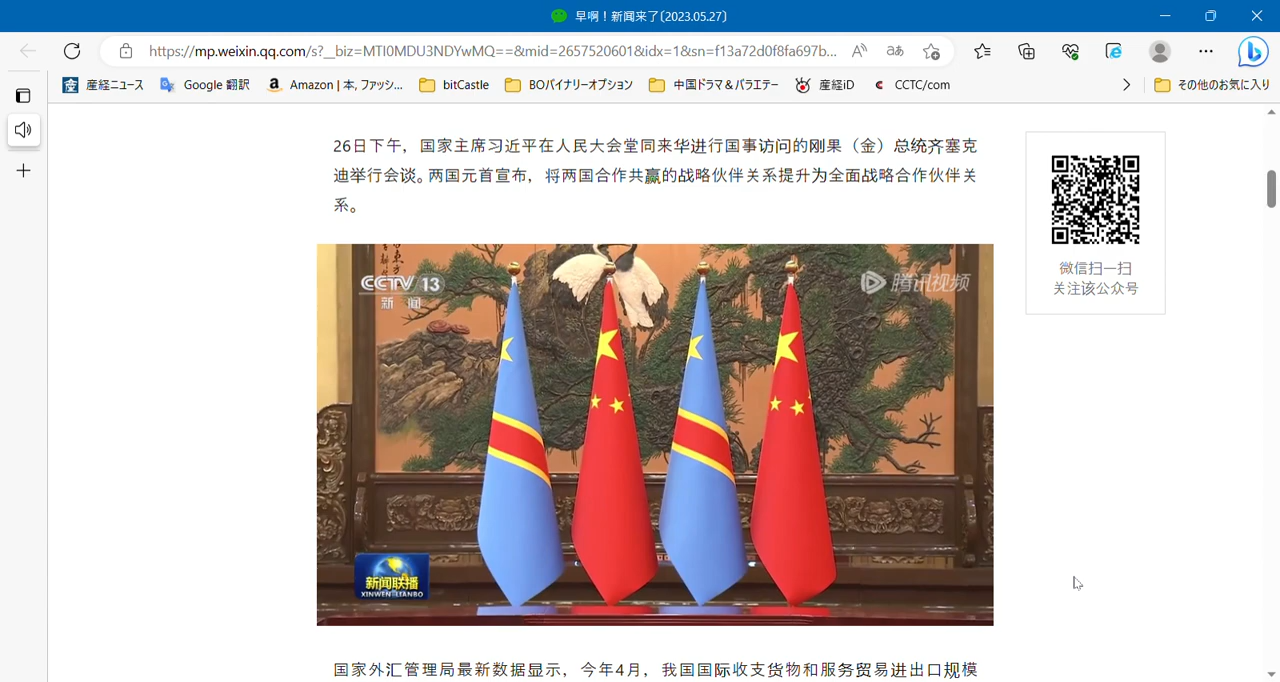 早啊！新闻来了〔2023.05.27〕
https://mp.weixin.qq.com/s?__biz=MTI0MDU3NDYwMQ==&mid=2657520601&idx=1&sn=f13a72d0f8fa697b...
産経ニュース Google 翻訳 Amazon | 本, ファッシ... bitCastle BOバイナリーオプション 中国ドラマ＆バラエテー 産経iD CCTC/com その他のお気に入り
26日下午，国家主席习近平在人民大会堂同来华进行国事访问的刚果（金）总统齐塞克
迪举行会谈。两国元首宣布，将两国合作共赢的战略伙伴关系提升为全面战略合作伙伴关
系。
CCTV 13
新闻
腾讯视频
新闻联播
XINWEN LIANBO
微信扫一扫
关注该公众号
国家外汇管理局最新数据显示，今年4月，我国国际收支货物和服务贸易进出口规模